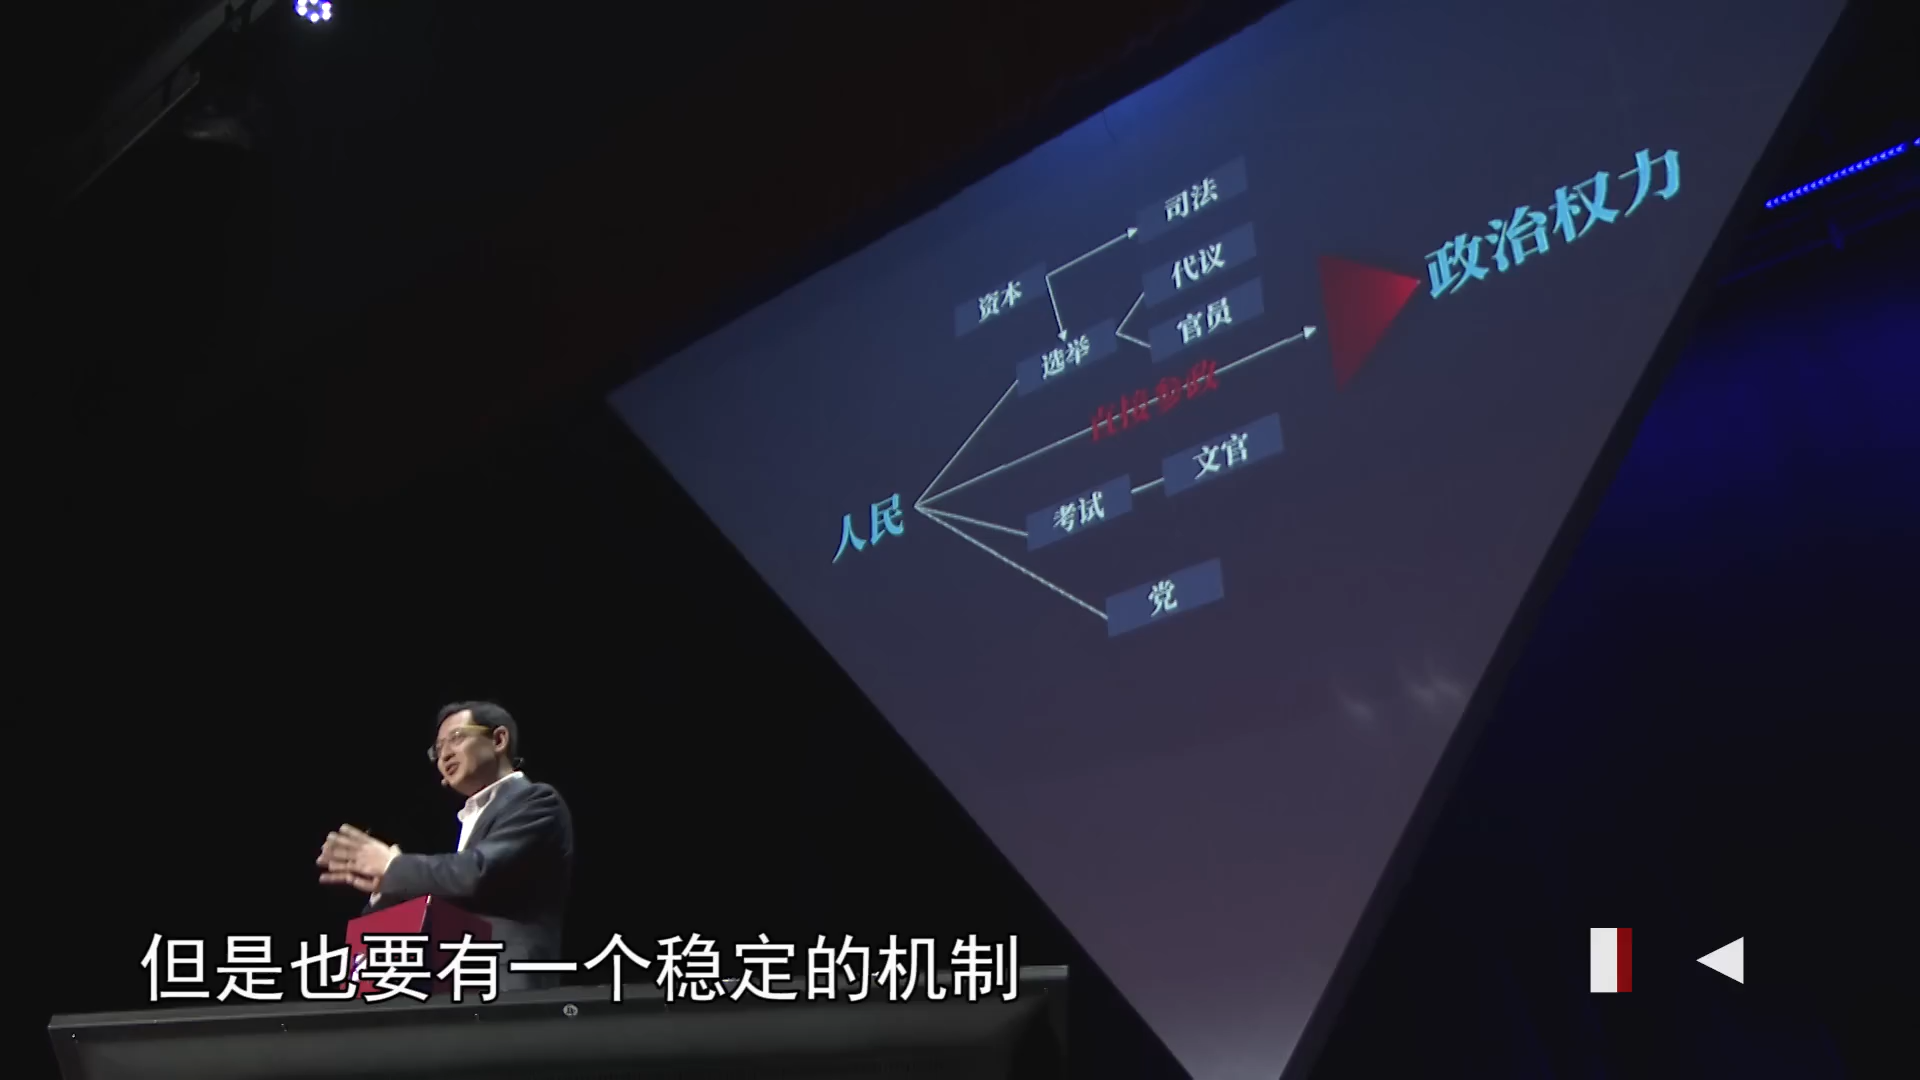 司法
政治权力
代议
资本
官员
选举
直接参政
文官
考试
人民
党
但是也要有一个稳定的机制